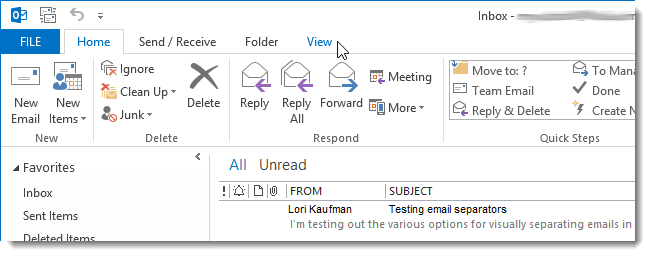 Inbox -
FILE Home Send / Receive Folder View
New Email
New Items
Ignore
Clean Up
Junk
Delete
Reply
Reply All
Forward
Meeting
More
Move to: ?
Team Email
Reply & Delete
To Mana
Done
Create N
New Delete Respond Quick Steps
Favorites
Inbox
Sent Items
Deleted Items
All Unread
! FROM SUBJECT
Lori Kaufman Testing email separators
I'm testing out the various options for visually separating emails in